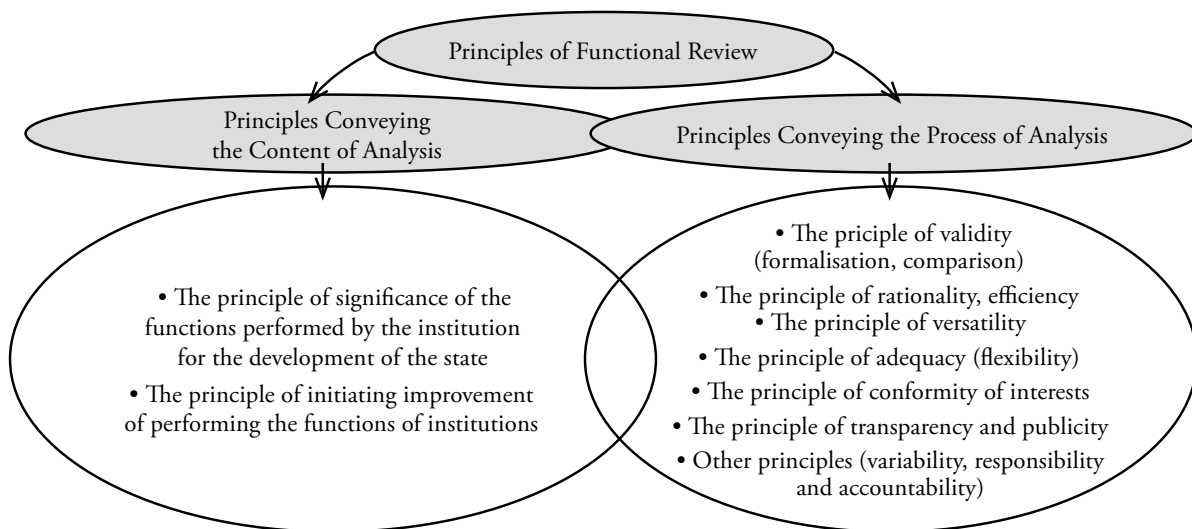 Principles of Functional Review
Principles Conveying
the Content of Analysis
Principles Conveying the Process of Analysis
• The principle of significance of the
functions performed by the institution
for the development of the state
• The principle of initiating improvement
of performing the functions of institutions
• The priciple of validity
(formalisation, comparison)
• The principle of rationality, efficiency
• The principle of versatility
• The principle of adequacy (flexibility)
• The principle of conformity of interests
• The principle of transparency and publicity
• Other principles (variability, responsibility
and accountability)